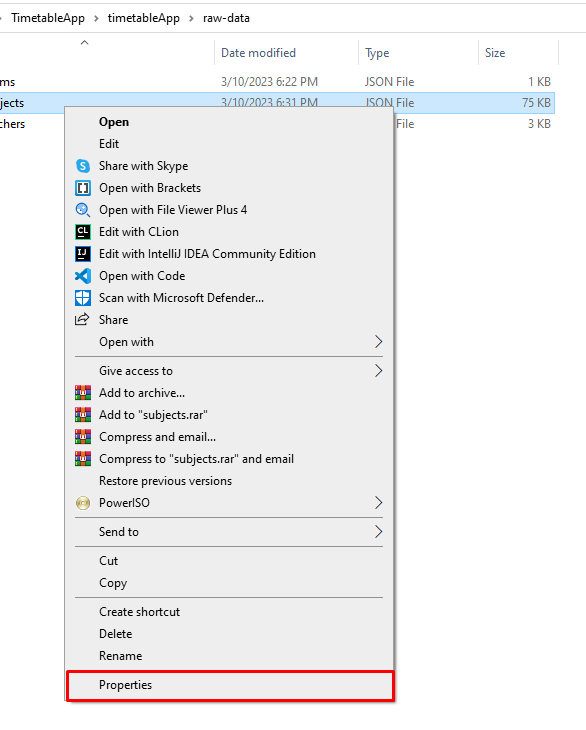 TimetableApp > timetableApp > raw-data
Date modified Type Size
ms 3/10/2023 6:22 PM JSON File 1 KB
jects 3/10/2023 6:31 PM JSON File 75 KB
chers File 3 KB
Open
Edit
Share with Skype
Open with Brackets
Open with File Viewer Plus 4
CL Edit with CLion
IJ Edit with IntelliJ IDEA Community Edition
Open with Code
Scan with Microsoft Defender...
Share
Open with
Give access to
Add to archive...
Add to "subjects.rar"
Compress and email...
Compress to "subjects.rar" and email
Restore previous versions
PowerISO
Send to
Cut
Copy
Create shortcut
Delete
Rename
Properties